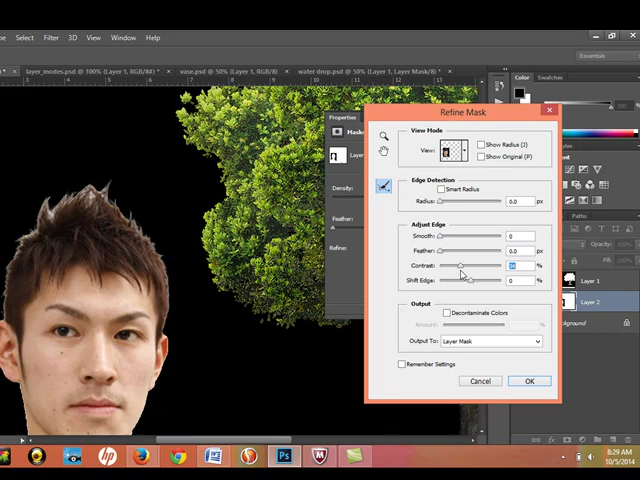 Select Filter 3D View Window Help
Essentials
layer_modes.psd @ 100% (Layer 1, RGB/8#) * vase.psd @ 50% (Layer 1, RGB/8) water drop.psd @ 50% (Layer 1, Layer Mask/8) *
Color Swatches
Properties
Masks
Density:
Feather:
Refine:
Refine Mask
View Mode
View:
Show Radius (J)
Show Original (P)
Edge Detection
Smart Radius
Radius: 0.0 px
Adjust Edge
Smooth: 0
Feather: 0.0 px
Contrast: 34 %
Shift Edge: 0 %
Output
Decontaminate Colors
Amount: %
Output To: Layer Mask
Remember Settings
Cancel OK
Paths
Opacity:
Fill:
Layer 1
Layer 2
8:29 AM
10/5/2014